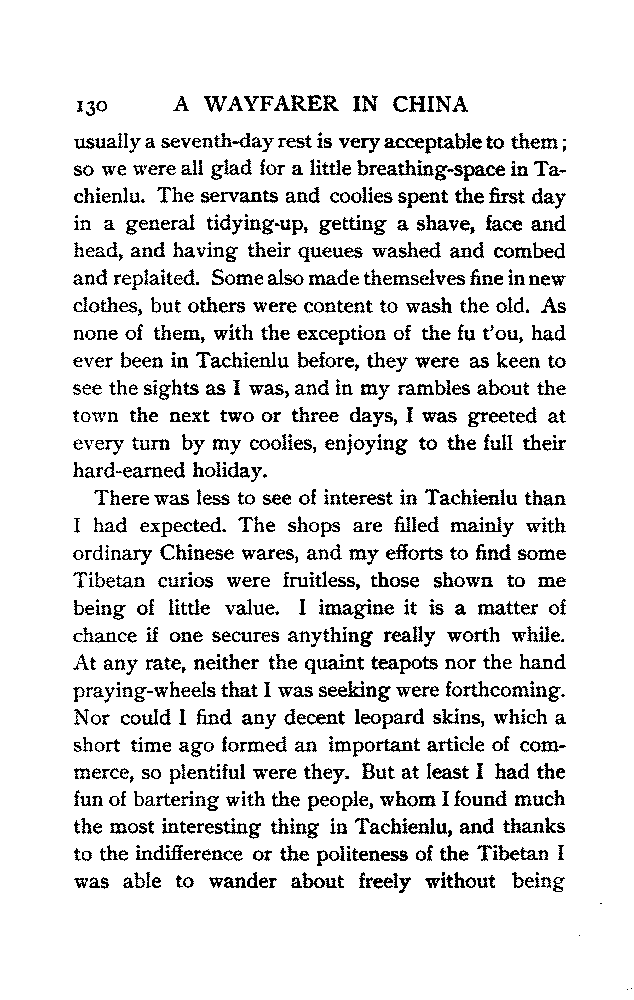 130 A WAYFARER IN CHINA
usually a seventh-day rest is very acceptable to them;
so we were all glad for a little breathing-space in Ta-
chienlu. The servants and coolies spent the first day
in a general tidying-up, getting a shave, face and
head, and having their queues washed and combed
and replaited. Some also made themselves fine in new
clothes, but others were content to wash the old. As
none of them, with the exception of the fu t'ou, had
ever been in Tachienlu before, they were as keen to
see the sights as I was, and in my rambles about the
town the next two or three days, I was greeted at
every turn by my coolies, enjoying to the full their
hard-earned holiday.
There was less to see of interest in Tachienlu than
I had expected. The shops are filled mainly with
ordinary Chinese wares, and my efforts to find some
Tibetan curios were fruitless, those shown to me
being of little value. I imagine it is a matter of
chance if one secures anything really worth while.
At any rate, neither the quaint teapots nor the hand
praying-wheels that I was seeking were forthcoming.
Nor could I find any decent leopard skins, which a
short time ago formed an important article of com-
merce, so plentiful were they. But at least I had the
fun of bartering with the people, whom I found much
the most interesting thing in Tachienlu, and thanks
to the indifference or the politeness of the Tibetan I
was able to wander about freely without being